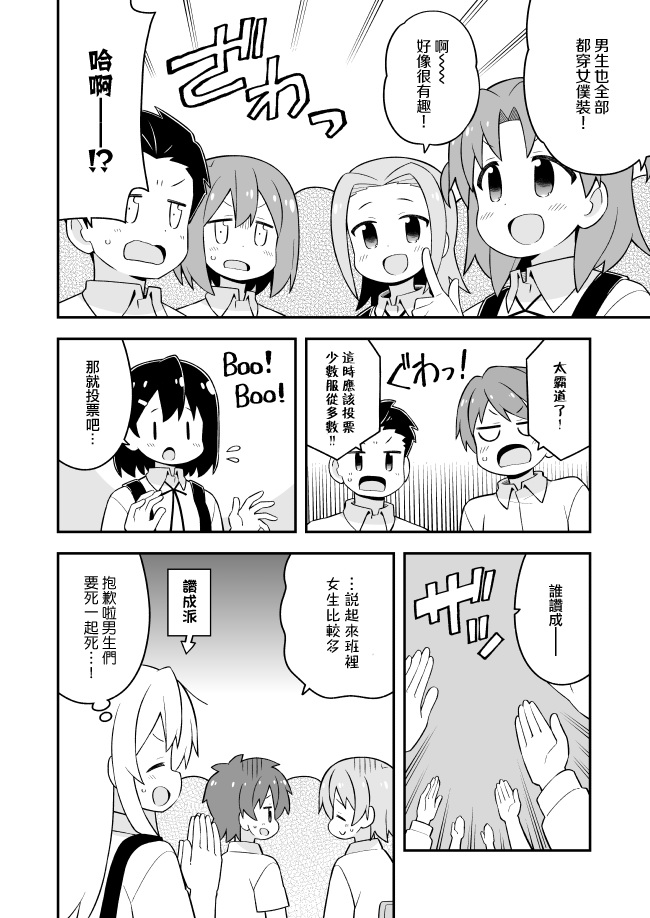 男生也全部
都穿女僕裝！
啊～～
好像很有趣！
ざわっ
哈啊——!?
太霸道了！
ぐわっ！
這時應該投票
少數服從多數!!
Boo!
Boo!
那就投票吧…
誰讚成——
ザザッ
…說起來班裡
女生比較多
讚成派
抱歉啦男生們
要死一起死…！